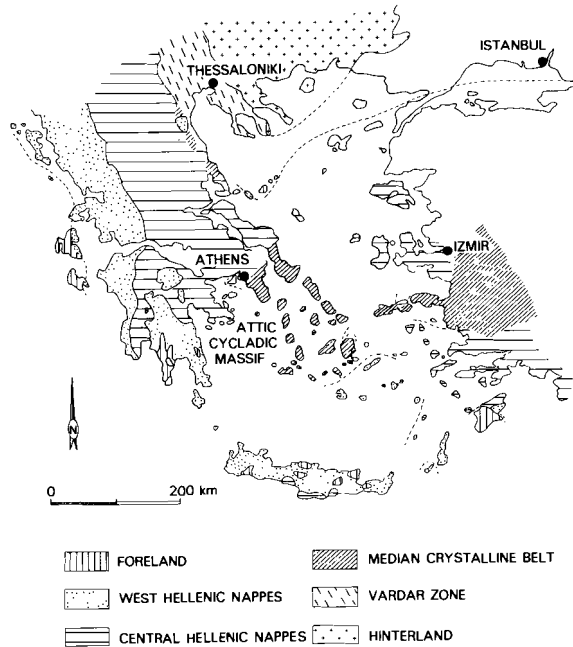 ISTANBUL
THESSALONIKI
IZMIR
ATHENS
ATTIC
CYCLADIC
MASSIF
N
0 200 km
FORELAND
MEDIAN CRYSTALLINE BELT
WEST HELLENIC NAPPES
VARDAR ZONE
CENTRAL HELLENIC NAPPES
HINTERLAND